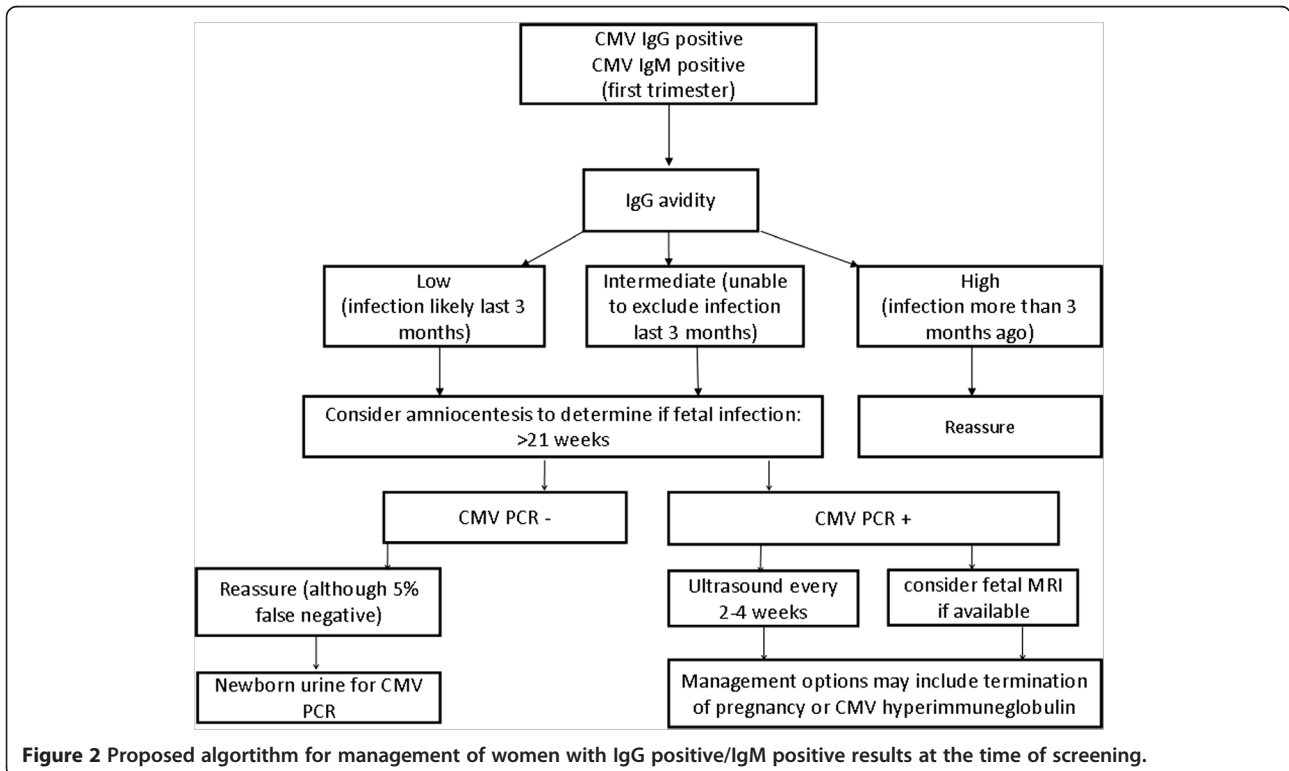 CMV IgG positive
CMV IgM positive
(first trimester)
IgG avidity
Low
(infection likely last 3
months)
Intermediate (unable
to exclude infection
last 3 months)
High
(infection more than 3
months ago)
Consider amniocentesis to determine if fetal infection:
>21 weeks
Reassure
CMV PCR -
CMV PCR +
Reassure (although 5%
false negative)
Ultrasound every
2-4 weeks
consider fetal MRI
if available
Newborn urine for CMV
PCR
Management options may include termination
of pregnancy or CMV hyperimmuneglobulin
Figure 2 Proposed algortithm for management of women with IgG positive/IgM positive results at the time of screening.